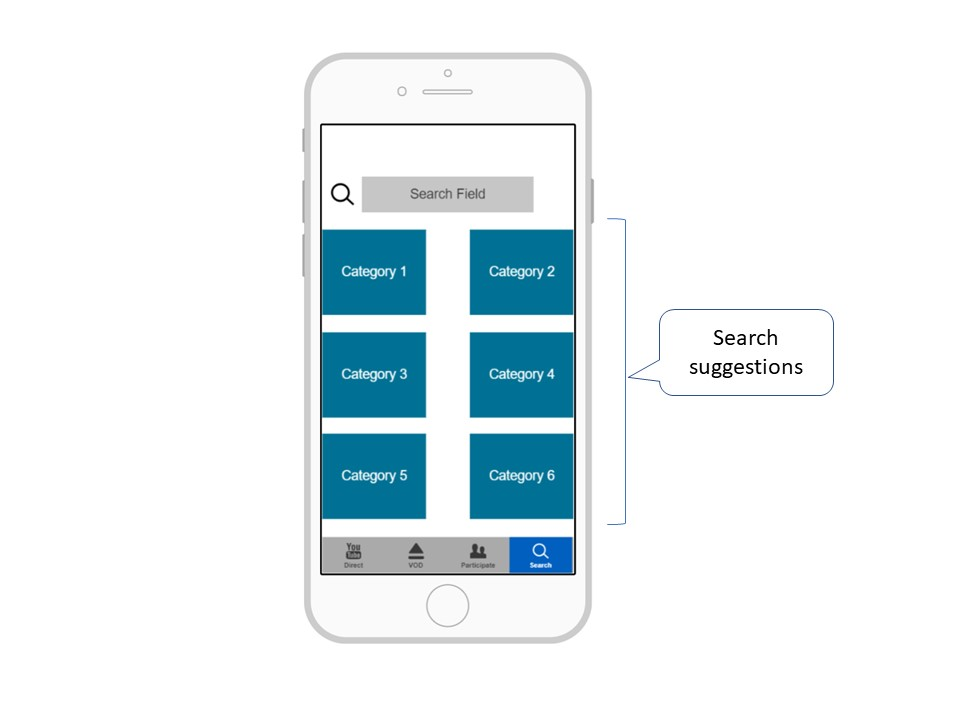 Search Field
Category 1
Category 2
Category 3
Category 4
Category 5
Category 6
Search
suggestions
You
Tube
Direct
VOD
Participate
Search